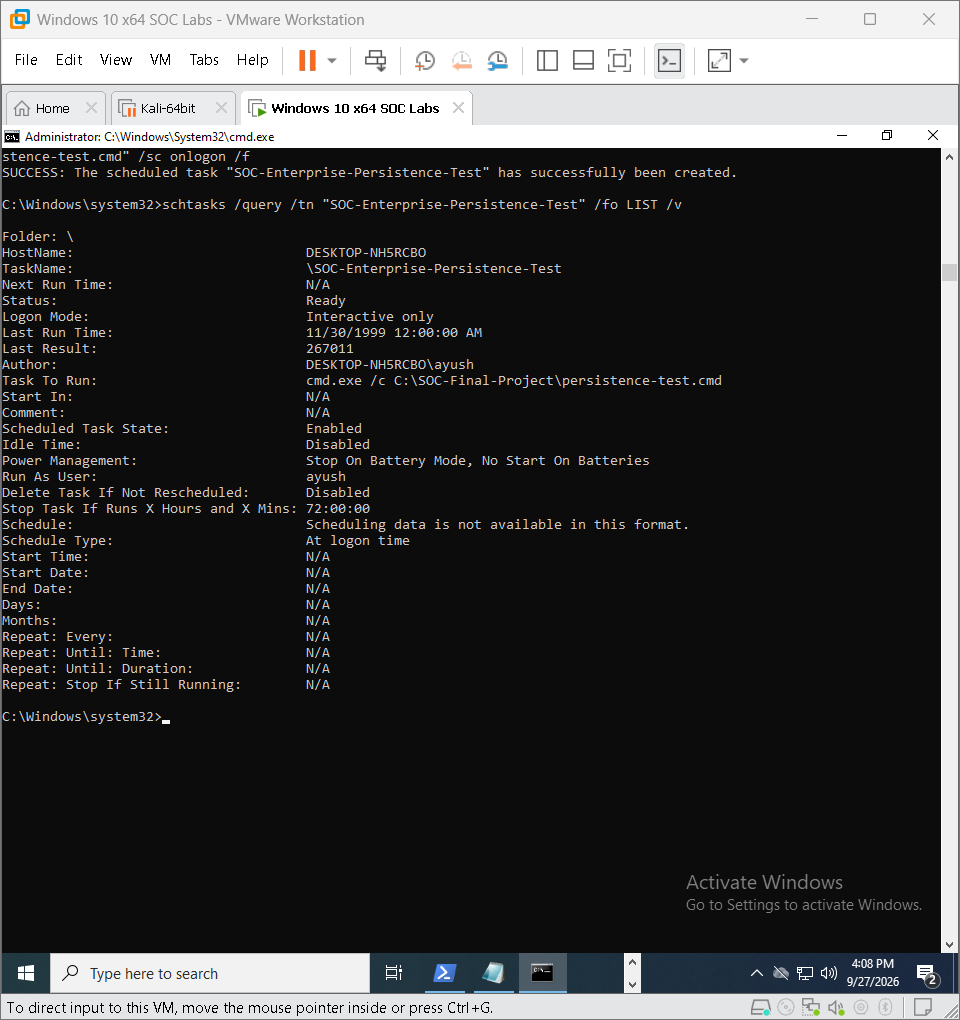 Windows 10 x64 SOC Labs - VMware Workstation
File Edit View VM Tabs Help
Home Kali-64bit Windows 10 x64 SOC Labs
Administrator: C:\Windows\System32\cmd.exe
stence-test.cmd" /sc onlogon /f
SUCCESS: The scheduled task "SOC-Enterprise-Persistence-Test" has successfully been created.
C:\Windows\system32>schtasks /query /tn "SOC-Enterprise-Persistence-Test" /fo LIST /v
Folder: \
HostName: DESKTOP-NH5RCBO
TaskName: \SOC-Enterprise-Persistence-Test
Next Run Time: N/A
Status: Ready
Logon Mode: Interactive only
Last Run Time: 11/30/1999 12:00:00 AM
Last Result: 267011
Author: DESKTOP-NH5RCBO\ayush
Task To Run: cmd.exe /c C:\SOC-Final-Project\persistence-test.cmd
Start In: N/A
Comment: N/A
Scheduled Task State: Enabled
Idle Time: Disabled
Power Management: Stop On Battery Mode, No Start On Batteries
Run As User: ayush
Delete Task If Not Rescheduled: Disabled
Stop Task If Runs X Hours and X Mins: 72:00:00
Schedule: Scheduling data is not available in this format.
Schedule Type: At logon time
Start Time: N/A
Start Date: N/A
End Date: N/A
Days: N/A
Months: N/A
Repeat: Every: N/A
Repeat: Until: Time: N/A
Repeat: Until: Duration: N/A
Repeat: Stop If Still Running: N/A
C:\Windows\system32>
Activate Windows
Go to Settings to activate Windows.
Type here to search
4:08 PM
9/27/2026
2
To direct input to this VM, move the mouse pointer inside or press Ctrl+G.